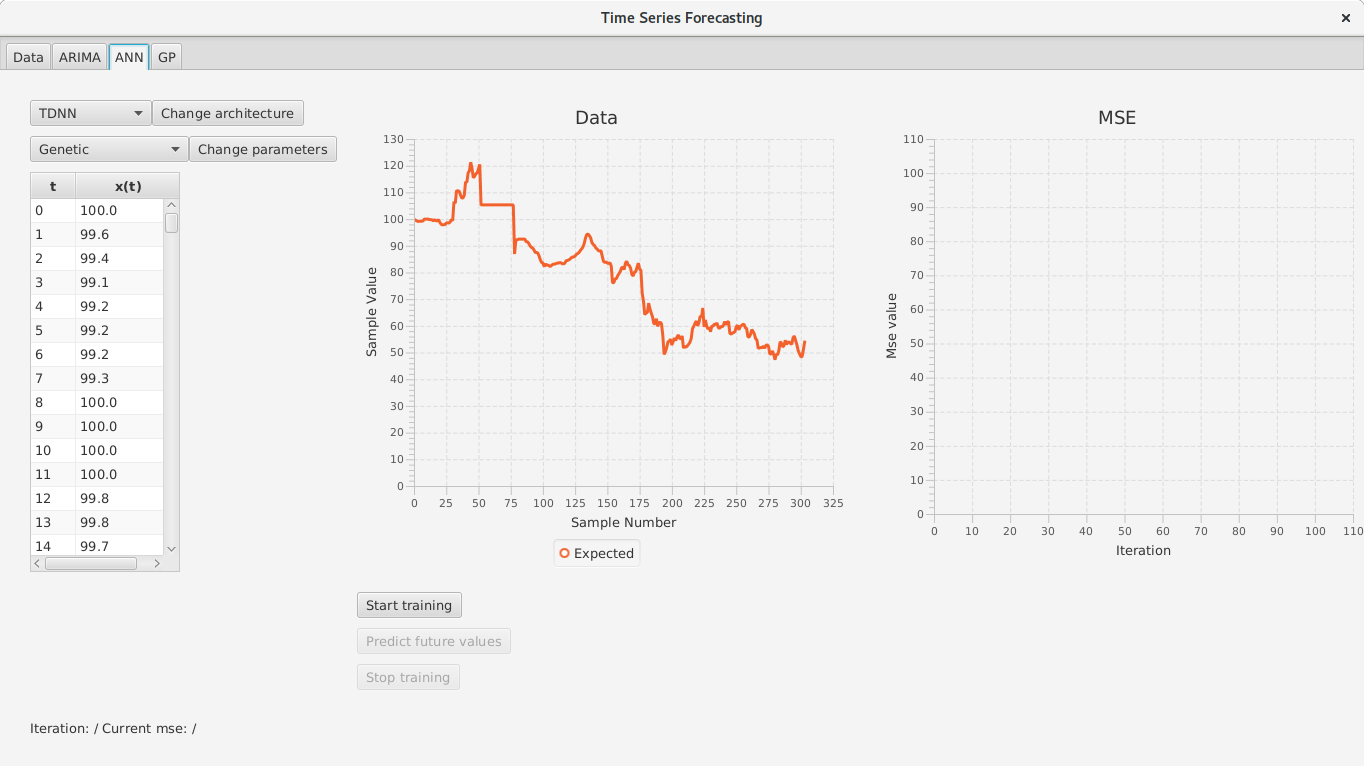 Time Series Forecasting ×
Data ARIMA ANN GP
TDNN Change architecture
Genetic Change parameters
t x(t)
0 100.0
1 99.6
2 99.4
3 99.1
4 99.2
5 99.2
6 99.2
7 99.3
8 100.0
9 100.0
10 100.0
11 100.0
12 99.8
13 99.8
14 99.7
Data
Sample Value
130
120
110
100
90
80
70
60
50
40
30
20
10
0
0 25 50 75 100 125 150 175 200 225 250 275 300 325
Sample Number
Expected
MSE
Mse value
110
100
90
80
70
60
50
40
30
20
10
0
0 10 20 30 40 50 60 70 80 90 100 110
Iteration
Start training
Predict future values
Stop training
Iteration: / Current mse: /